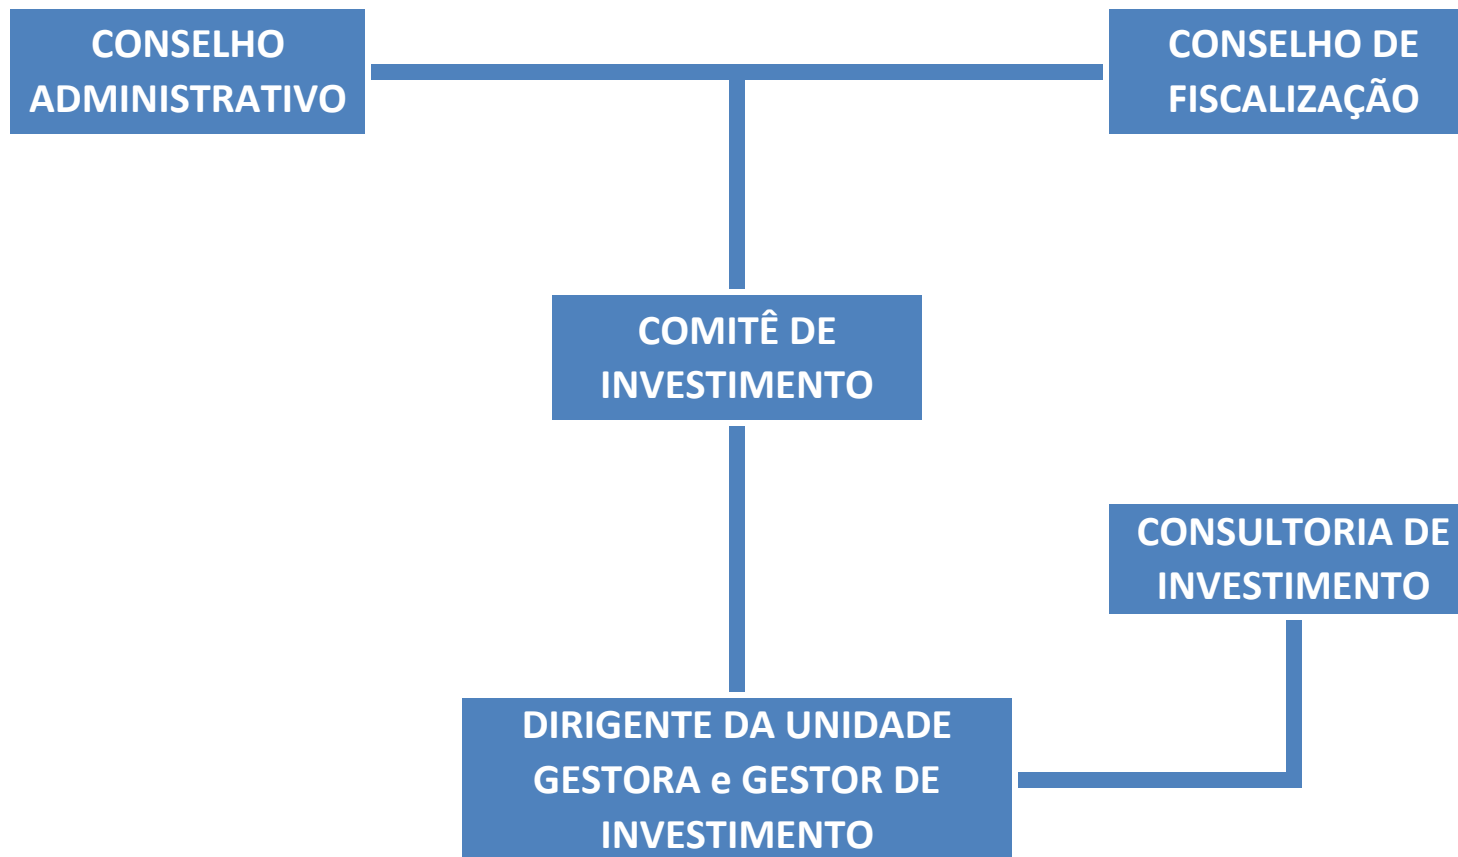 CONSELHO
ADMINISTRATIVO
CONSELHO DE
FISCALIZAÇÃO
COMITÊ DE
INVESTIMENTO
CONSULTORIA DE
INVESTIMENTO
DIRIGENTE DA UNIDADE
GESTORA e GESTOR DE
INVESTIMENTO